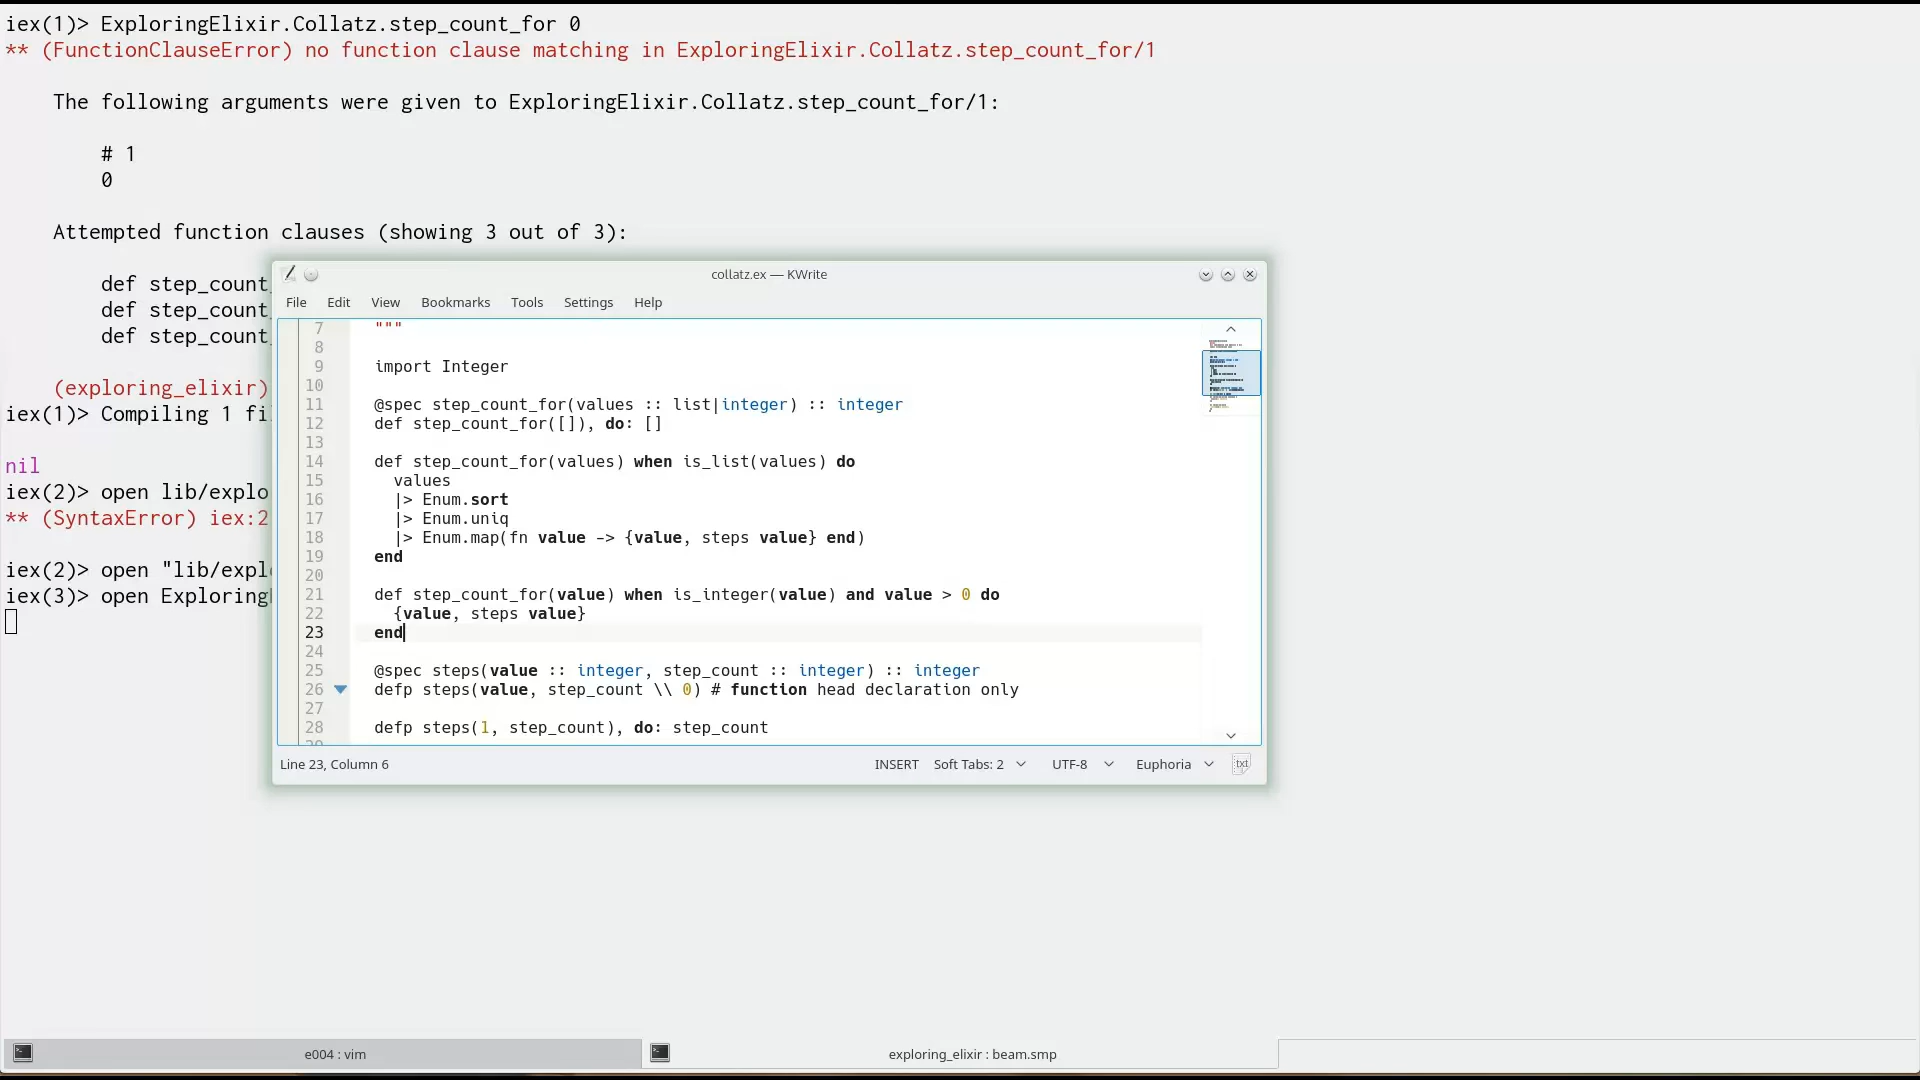 iex(1)> ExploringElixir.Collatz.step_count_for 0
** (FunctionClauseError) no function clause matching in ExploringElixir.Collatz.step_count_for/1
The following arguments were given to ExploringElixir.Collatz.step_count_for/1:
# 1
0
Attempted function clauses (showing 3 out of 3):
def step_count_
def step_count_
def step_count_
(exploring_elixir)
iex(1)> Compiling 1 fi
nil
iex(2)> open lib/explo
** (SyntaxError) iex:2
iex(2)> open "lib/expl
iex(3)> open Exploring
collatz.ex — KWrite
File Edit View Bookmarks Tools Settings Help
7 """
8
9 import Integer
10
11 @spec step_count_for(values :: list|integer) :: integer
12 def step_count_for([]), do: []
13
14 def step_count_for(values) when is_list(values) do
15 values
16 |> Enum.sort
17 |> Enum.uniq
18 |> Enum.map(fn value -> {value, steps value} end)
19 end
20
21 def step_count_for(value) when is_integer(value) and value > 0 do
22 {value, steps value}
23 end
24
25 @spec steps(value :: integer, step_count :: integer) :: integer
26 defp steps(value, step_count \\ 0) # function head declaration only
27
28 defp steps(1, step_count), do: step_count
Line 23, Column 6 INSERT Soft Tabs: 2 UTF-8 Euphoria txt
e004 : vim exploring_elixir : beam.smp